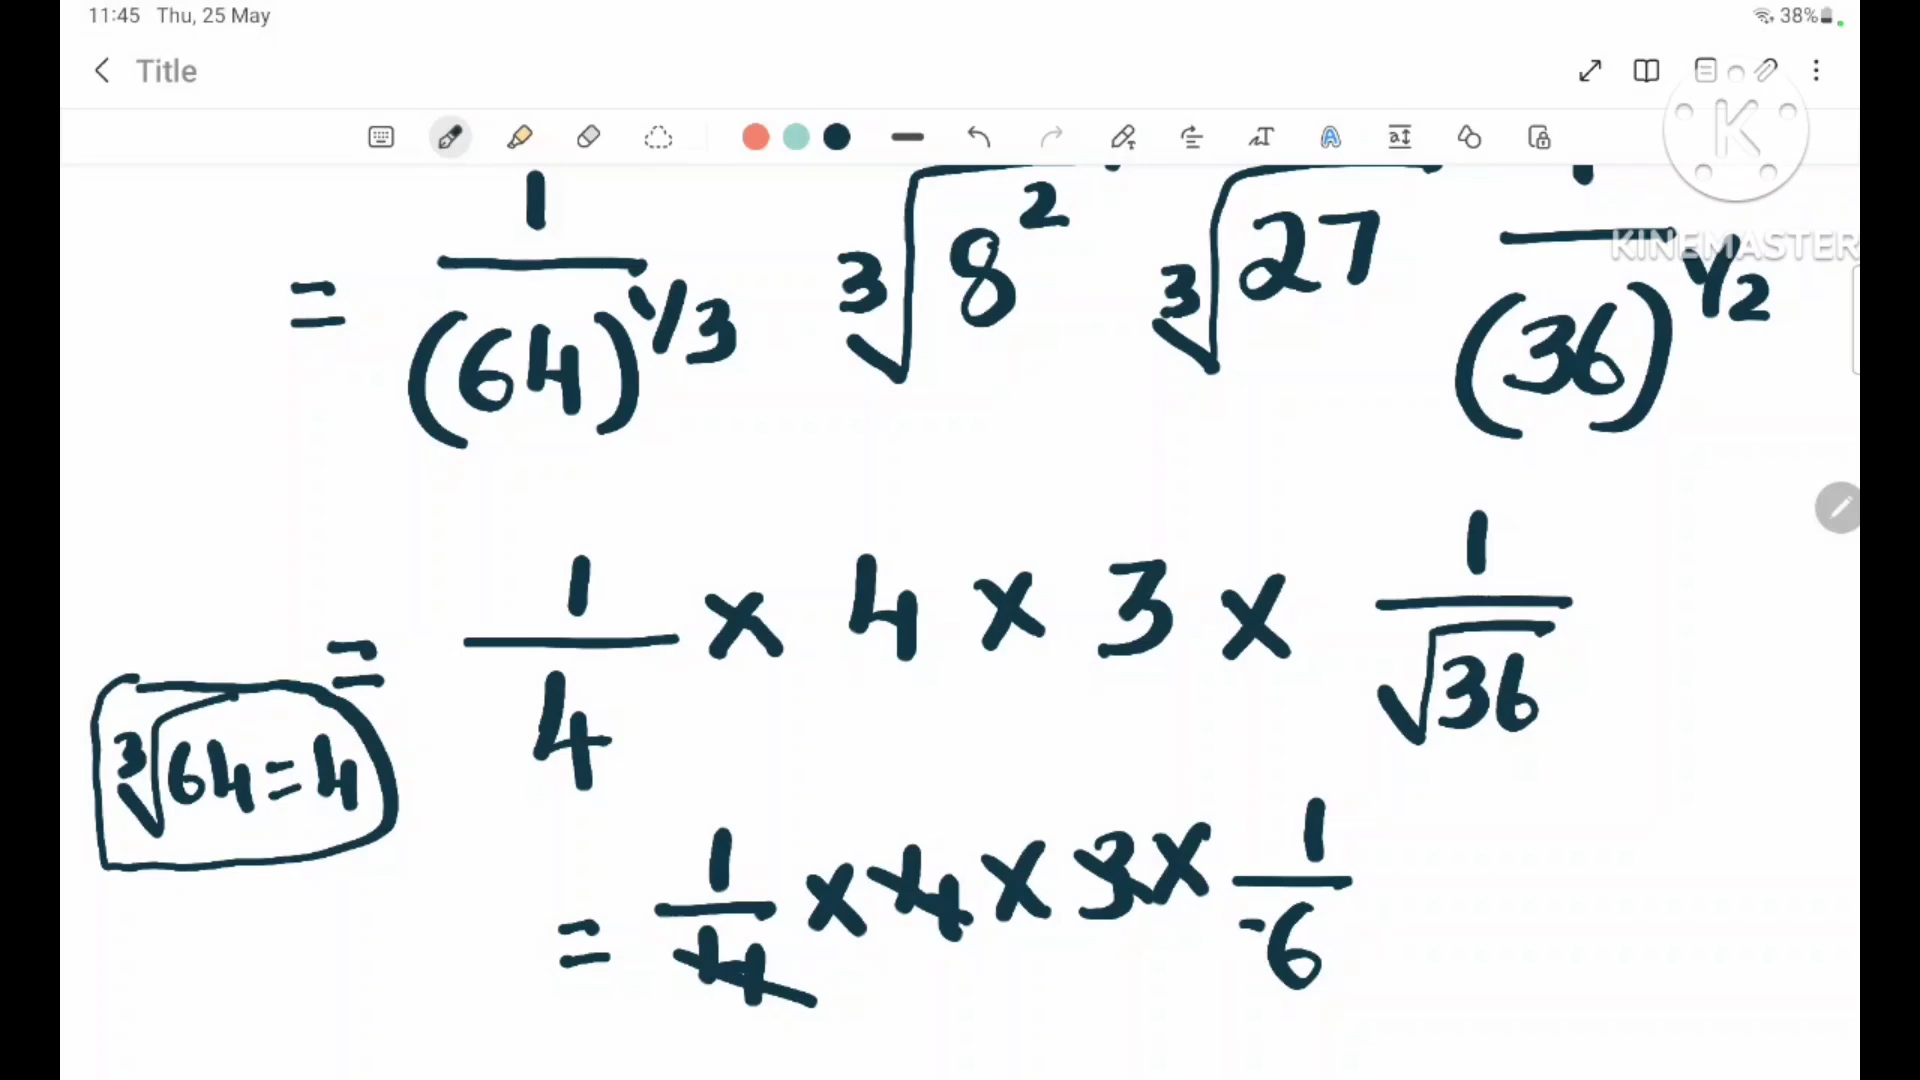 11:45 Thu, 25 May 38%
Title
K
KINEMASTER
= 1/(64)^1/3 ∛8² ∛27 1/(36)^1/2
= 1/4 × 4 × 3 × 1/√36
∛64 = 4
= 1/4 × 4 × 3 × 1/6